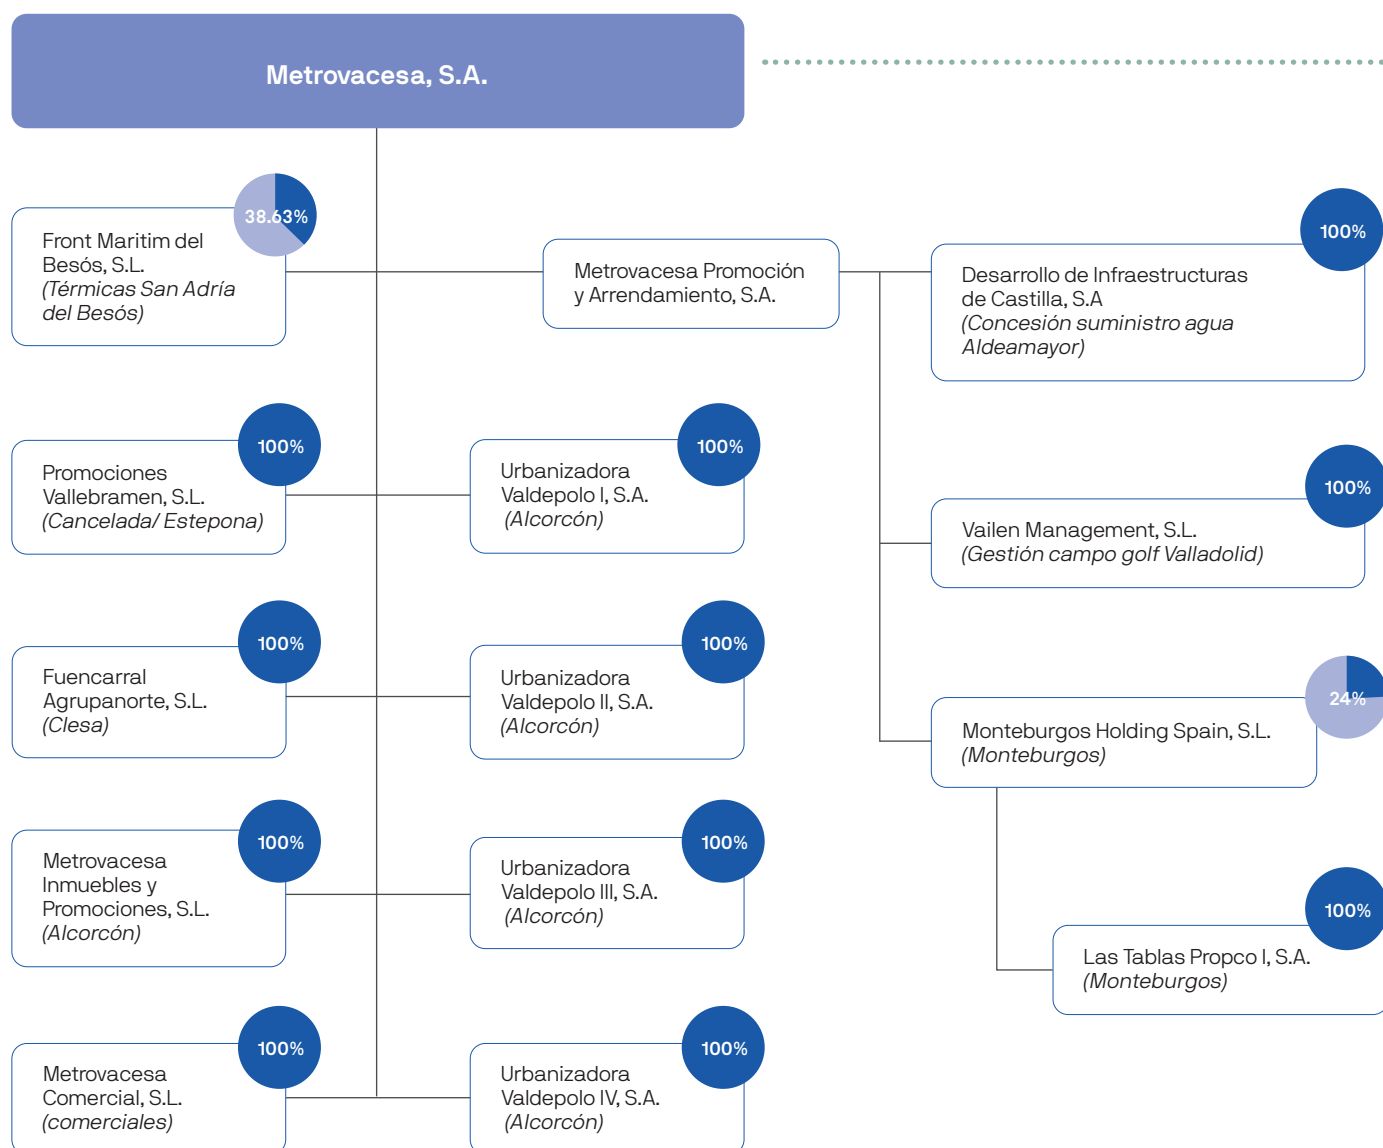 Metrovacesa, S.A.
38.63%
Front Maritim del
Besós, S.L.
(Térmicas San Adría
del Besós)
Metrovacesa Promoción
y Arrendamiento, S.A.
100%
Desarrollo de Infraestructuras
de Castilla, S.A
(Concesión suministro agua
Aldeamayor)
100%
Promociones
Vallebramen, S.L.
(Cancelada/ Estepona)
100%
Urbanizadora
Valdepolo I, S.A.
(Alcorcón)
100%
Vailen Management, S.L.
(Gestión campo golf Valladolid)
100%
Fuencarral
Agrupanorte, S.L.
(Clesa)
100%
Urbanizadora
Valdepolo II, S.A.
(Alcorcón)
24%
Monteburgos Holding Spain, S.L.
(Monteburgos)
100%
Metrovacesa
Inmuebles y
Promociones, S.L.
(Alcorcón)
100%
Urbanizadora
Valdepolo III, S.A.
(Alcorcón)
100%
Las Tablas Propco I, S.A.
(Monteburgos)
100%
Metrovacesa
Comercial, S.L.
(comerciales)
100%
Urbanizadora
Valdepolo IV, S.A.
(Alcorcón)